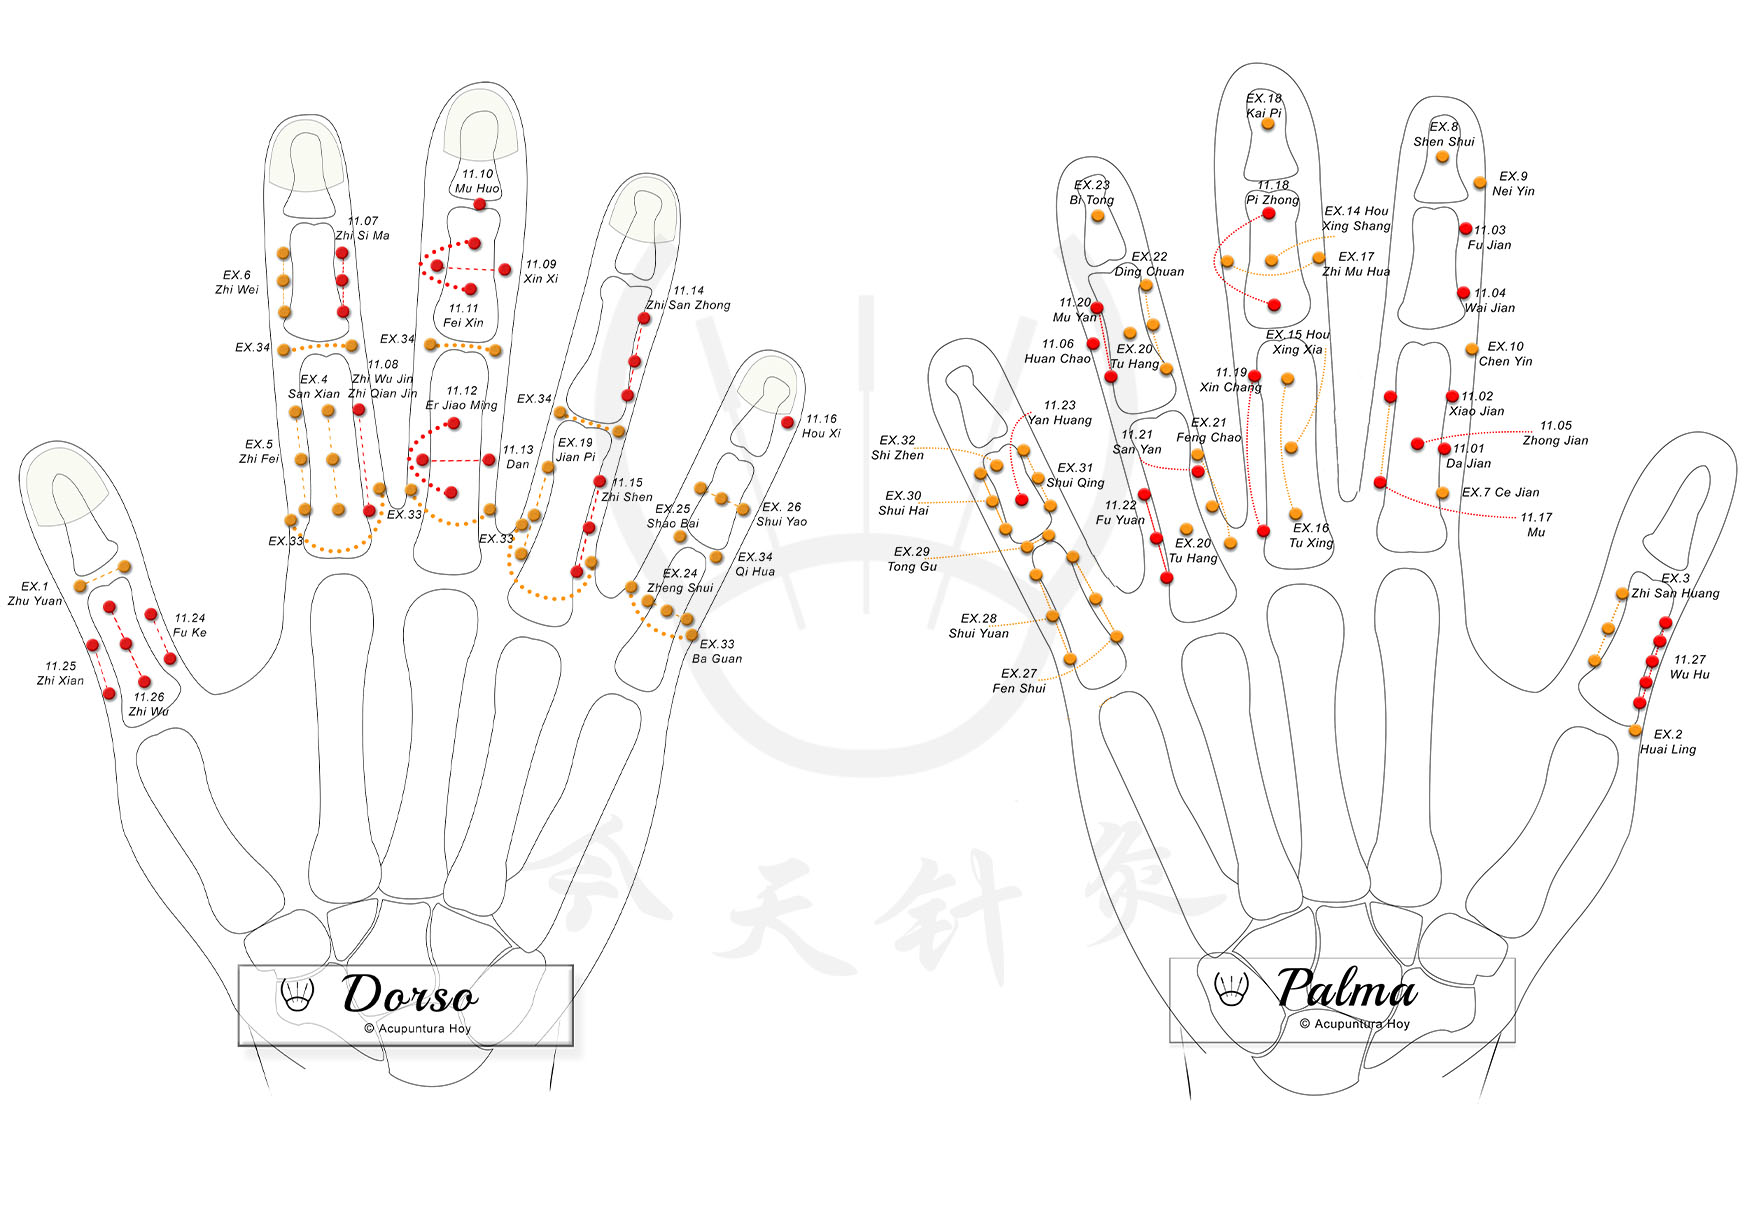 11.10
Mu Huo
11.07
Zhi Si Ma
EX.6
Zhi Wei
11.09
Xin Xi
11.11
Fei Xin
11.14
Zhi San Zhong
EX.34
EX.34
11.08
Zhi Wu Jin
Zhi Qian Jin
EX.4
San Xian
11.12
Er Jiao Ming
EX.34
11.16
Hou Xi
EX.5
Zhi Fei
11.13
Dan
EX.19
Jian Pi
11.15
Zhi Shen
EX.33
EX.33
EX.33
EX.25
Shao Bai
EX. 26
Shui Yao
EX.34
Qi Hua
EX.24
Zheng Shui
EX.33
Ba Guan
EX.1
Zhu Yuan
11.24
Fu Ke
11.25
Zhi Xian
11.26
Zhi Wu
Dorso
© Acupuntura Hoy
EX.18
Kai Pi
EX.8
Shen Shui
EX.9
Nei Yin
EX.23
Bi Tong
11.18
Pi Zhong
EX.14 Hou
Xing Shang
11.03
Fu Jian
EX.22
Ding Chuan
EX.17
Zhi Mu Hua
11.04
Wai Jian
11.20
Mu Yan
11.06
Huan Chao
EX.20
Tu Hang
EX.15 Hou
Xing Xia
EX.10
Chen Yin
11.19
Xin Chang
11.02
Xiao Jian
11.23
Yan Huang
11.05
Zhong Jian
EX.32
Shi Zhen
11.21
San Yan
EX.21
Feng Chao
11.01
Da Jian
EX.31
Shui Qing
EX.7 Ce Jian
EX.30
Shui Hai
11.22
Fu Yuan
EX.16
Tu Xing
11.17
Mu
EX.20
Tu Hang
EX.29
Tong Gu
EX.3
Zhi San Huang
EX.28
Shui Yuan
11.27
Wu Hu
EX.27
Fen Shui
EX.2
Huai Ling
Palma
© Acupuntura Hoy
今天针灸